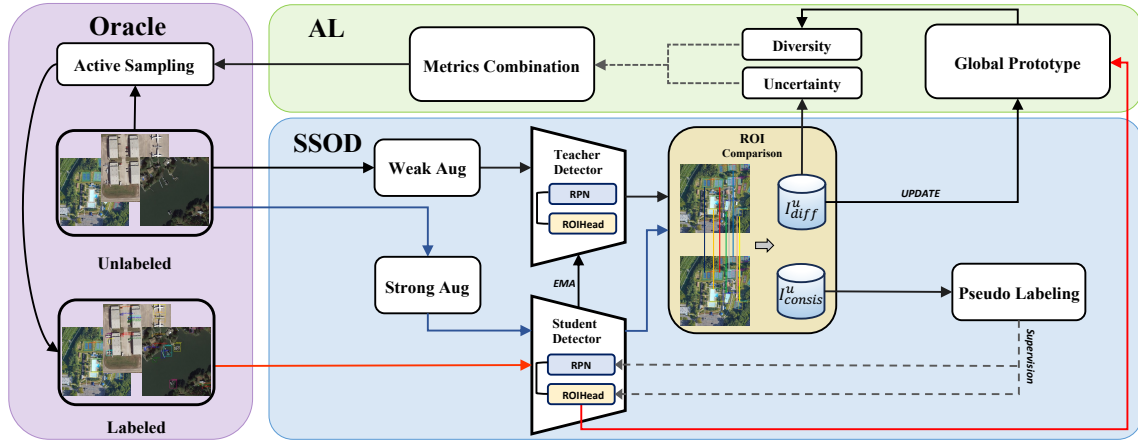 Oracle
Active Sampling
Unlabeled
Labeled
AL
Metrics Combination
Diversity
Uncertainty
Global Prototype
SSOD
Weak Aug
Strong Aug
Teacher
Detector
RPN
ROIHead
EMA
Student
Detector
RPN
ROIHead
ROI
Comparison
I^u_diff
I^u_consis
UPDATE
Pseudo Labeling
Supervision